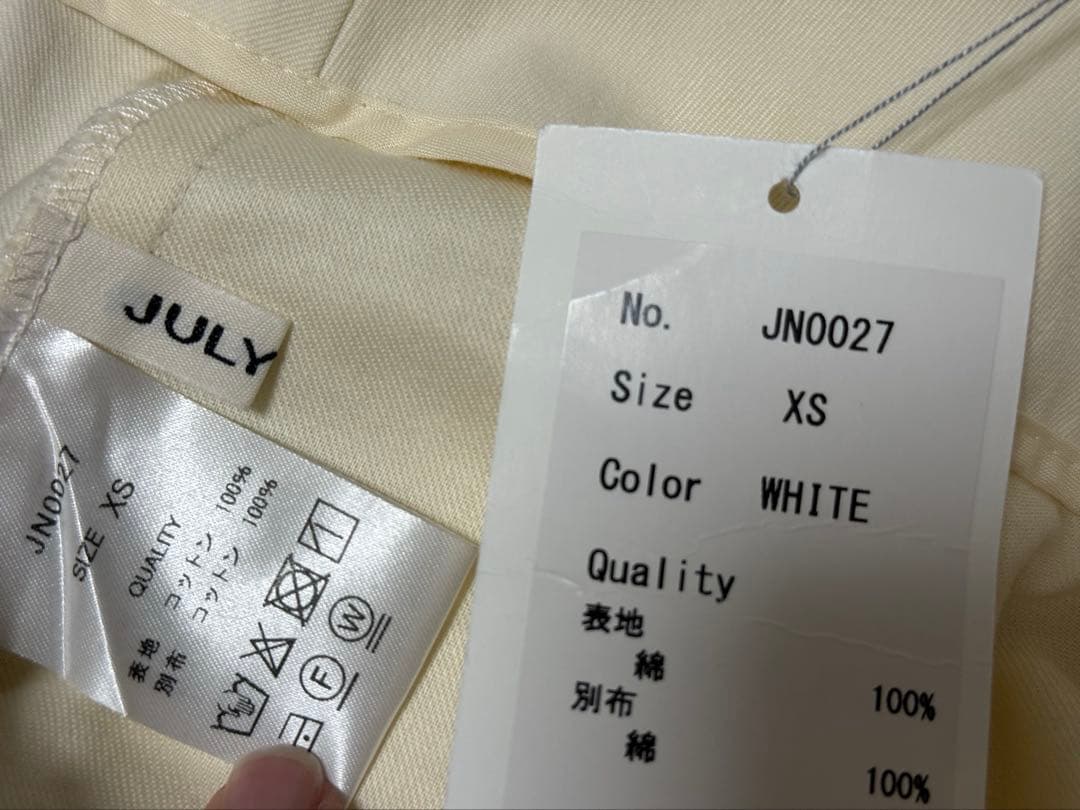 JULY
JN0027
SIZE XS
QUALITY
表地 コットン 100%
別布 コットン 100%
W
F
No. JN0027
Size XS
Color WHITE
Quality
表地
綿 100%
別布
綿 100%